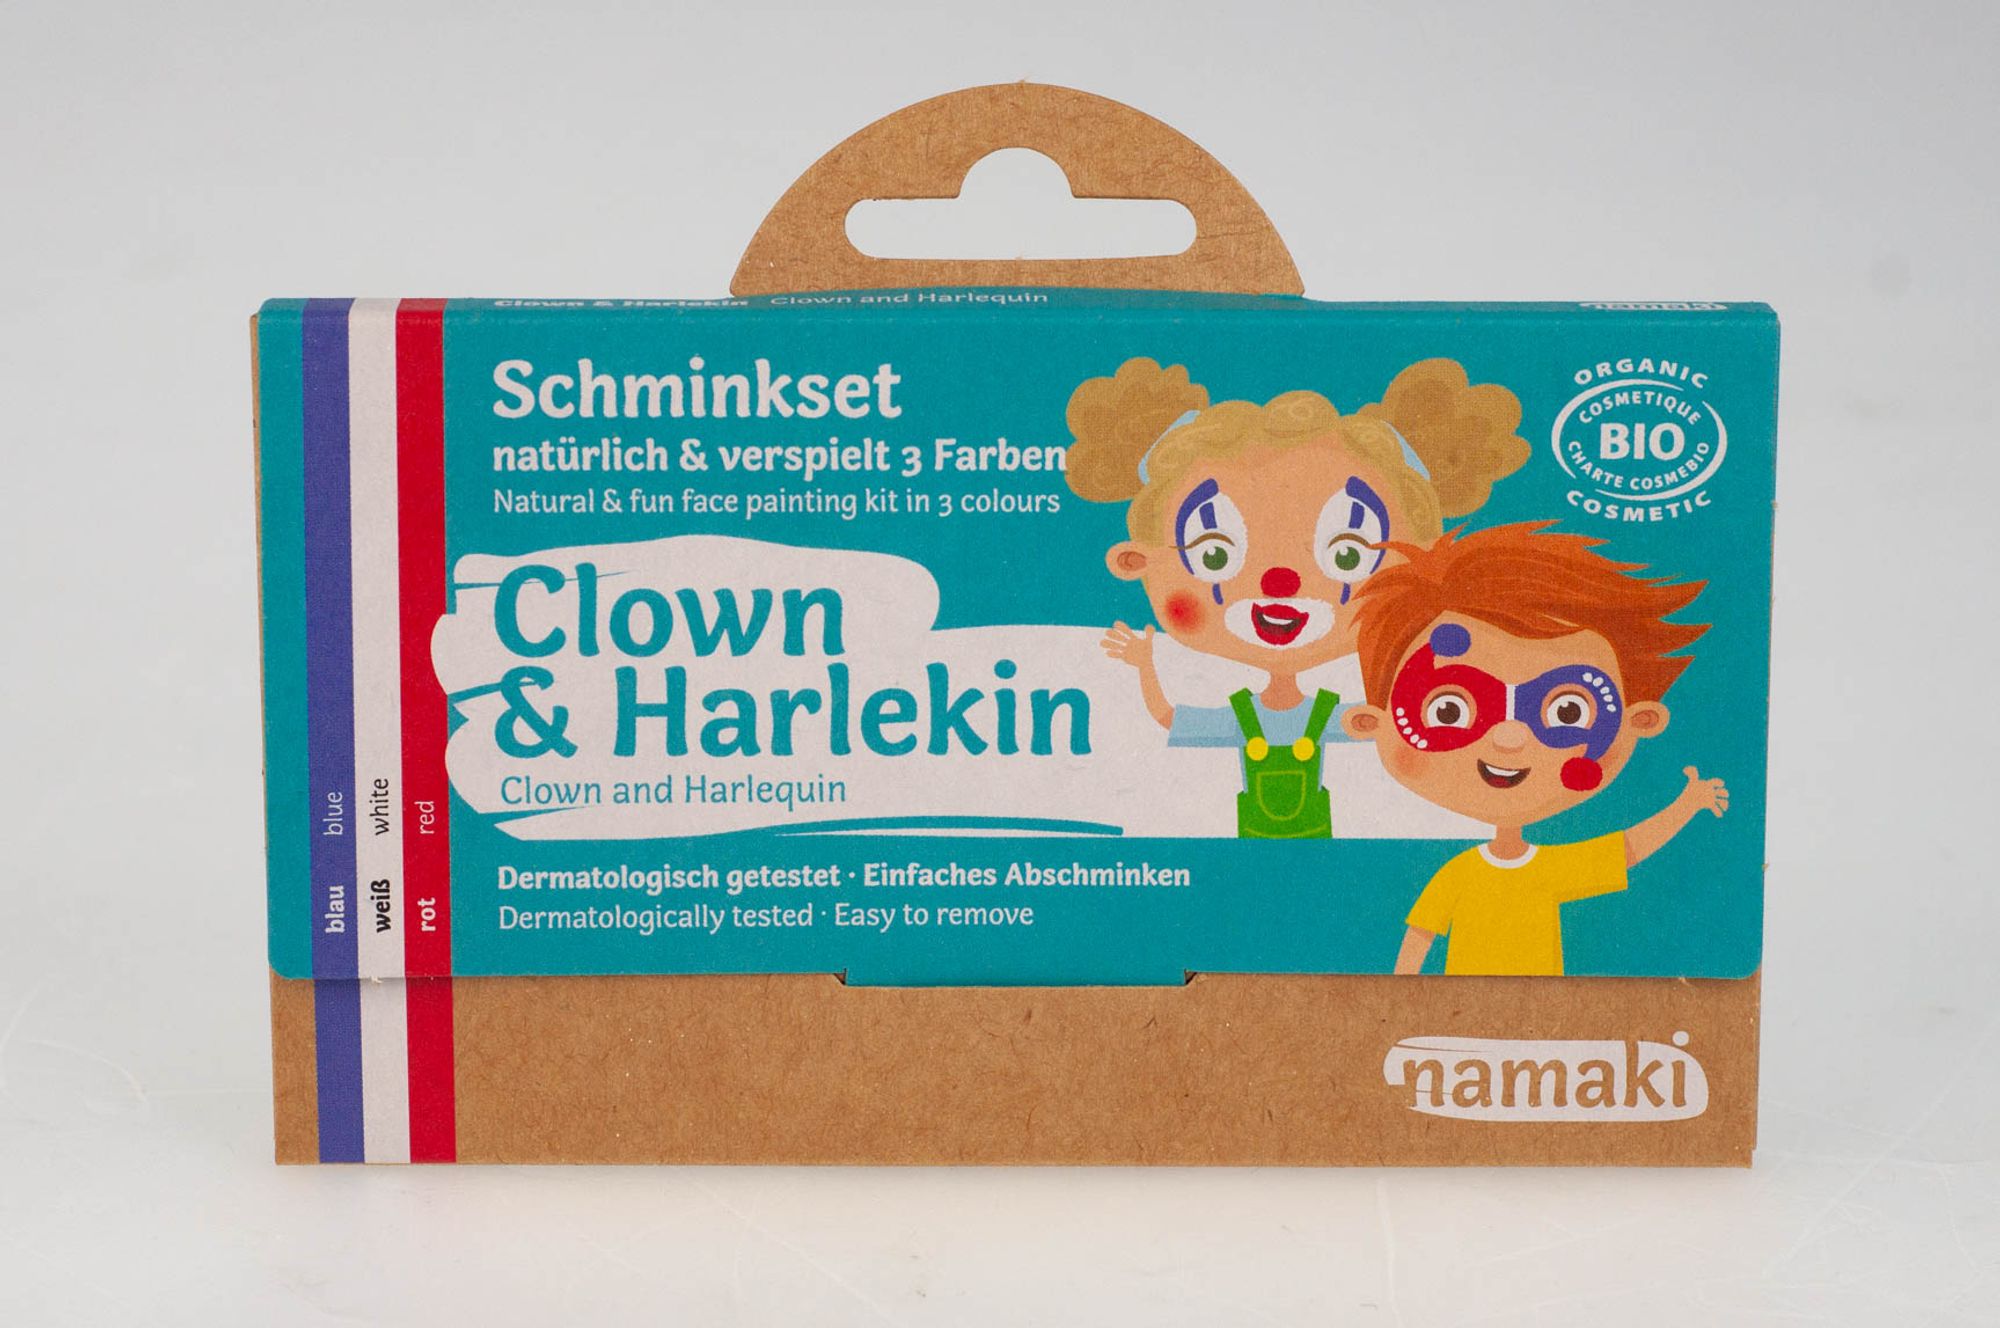 Clown & Harlekin Clown and Harlequin
namaki
Schminkset
natürlich & verspielt 3 Farben
Natural & fun face painting kit in 3 colours
ORGANIC
COSMETIQUE
BIO
CHARTE COSMEBIO
COSMETIC
Clown
& Harlekin
Clown and Harlequin
Dermatologisch getestet · Einfaches Abschminken
Dermatologically tested · Easy to remove
blau blue
weiß white
rot red
namaki